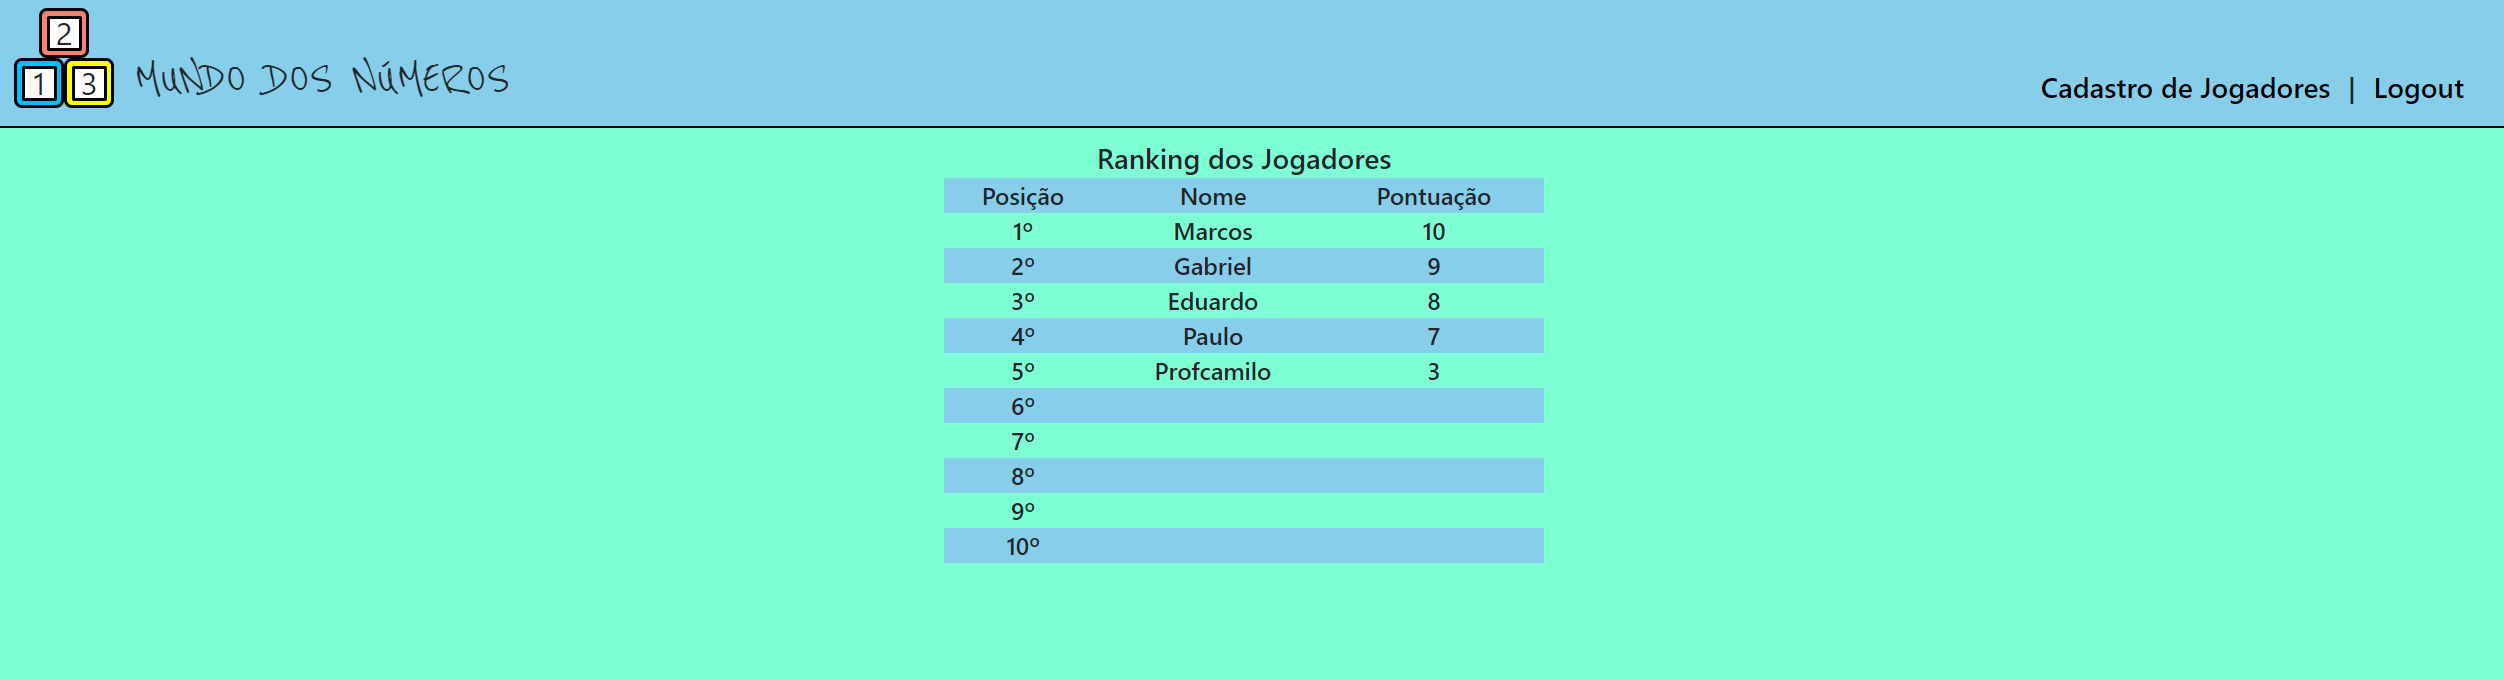 2
1 3
MUNDO DOS NÚMEROS
Cadastro de Jogadores | Logout
Ranking dos Jogadores
Posição Nome Pontuação
1º Marcos 10
2º Gabriel 9
3º Eduardo 8
4º Paulo 7
5º Profcamilo 3
6º
7º
8º
9º
10º